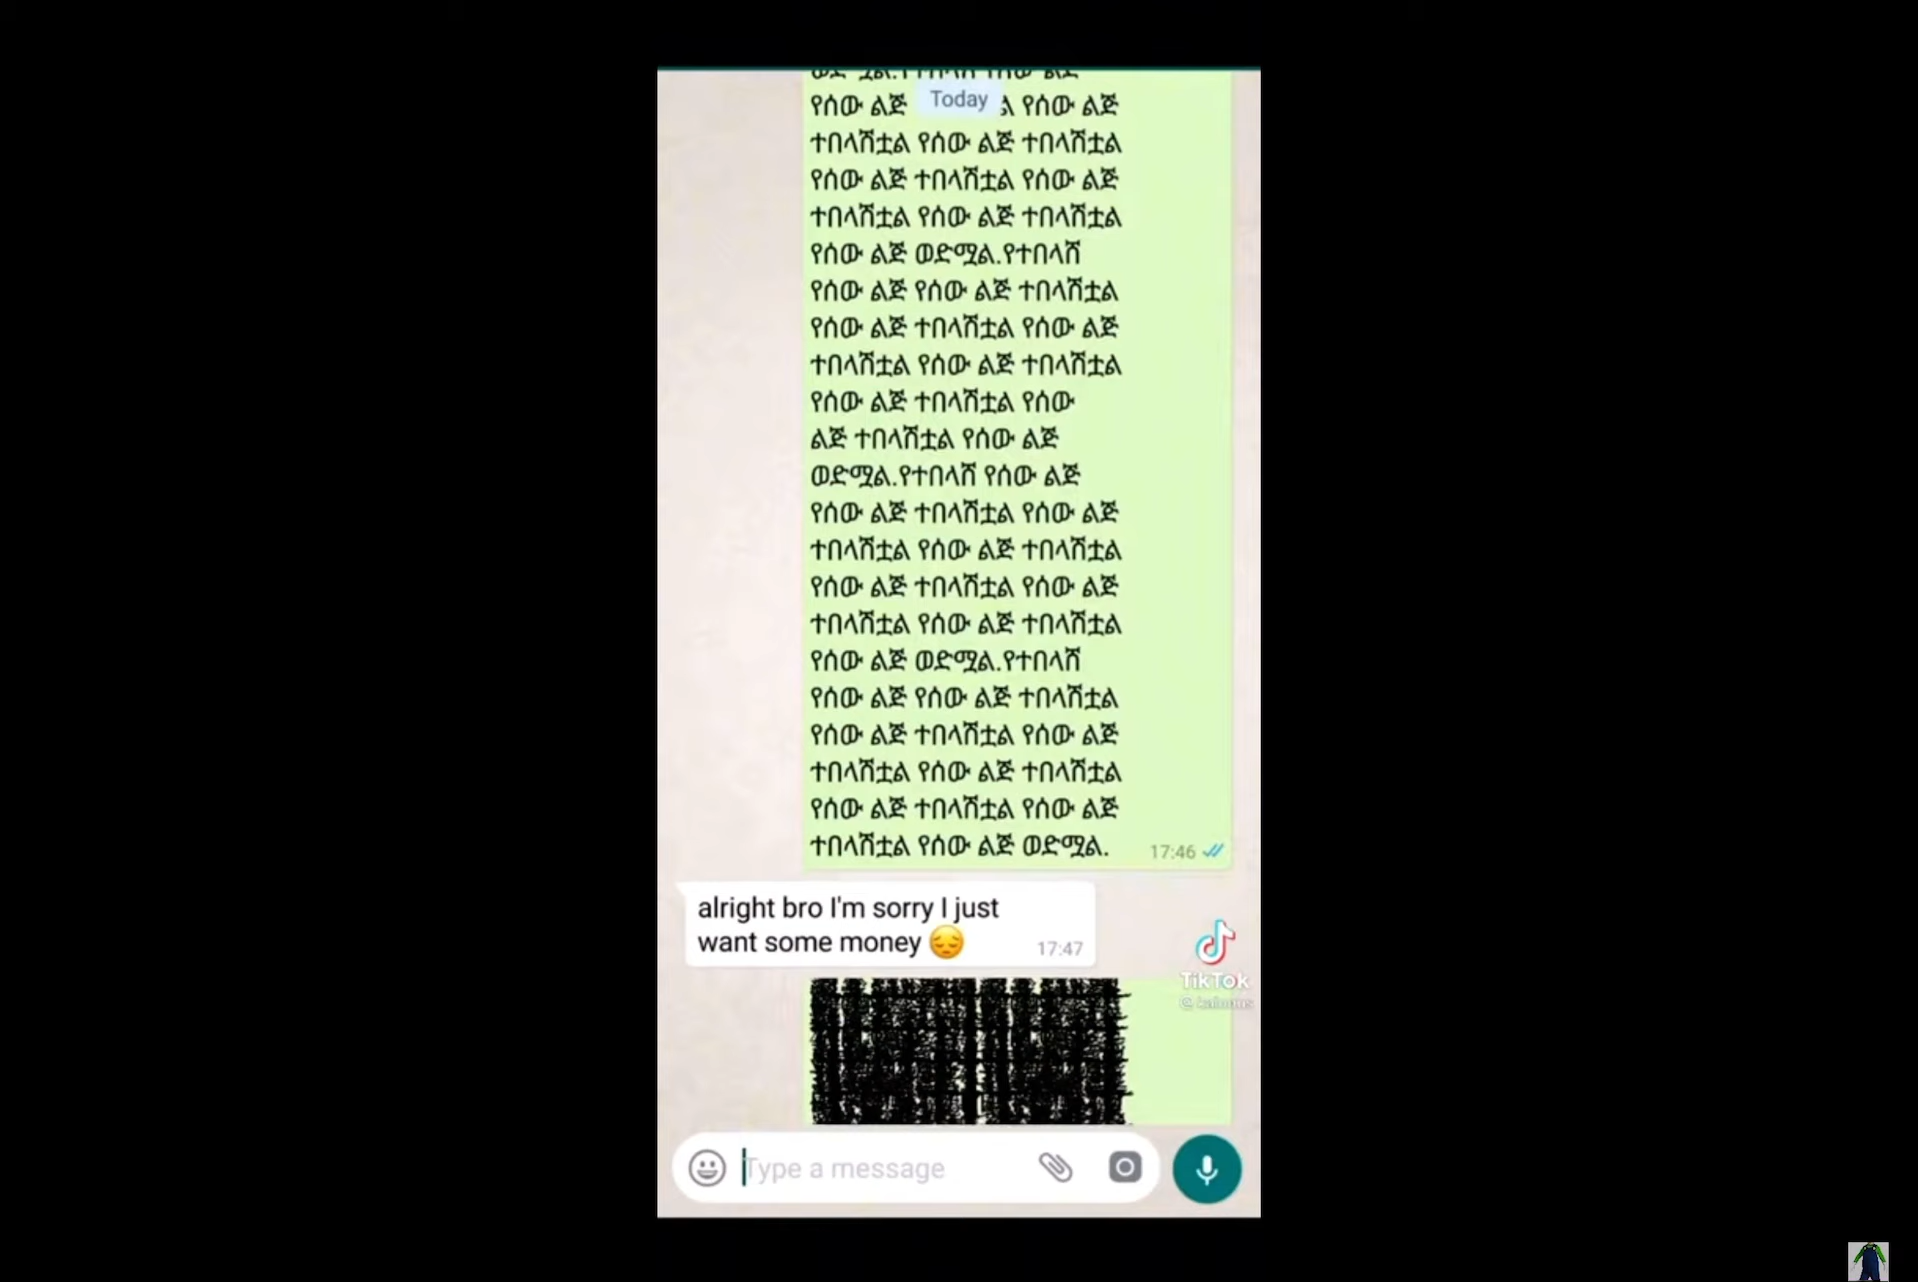 የሰው ልጅ
Today
ል የሰው ልጅ
ተበላሽቷል የሰው ልጅ ተበላሽቷል
የሰው ልጅ ተበላሽቷል የሰው ልጅ
ተበላሽቷል የሰው ልጅ ተበላሽቷል
የሰው ልጅ ወድሟል.የተበላሸ
የሰው ልጅ የሰው ልጅ ተበላሽቷል
የሰው ልጅ ተበላሽቷል የሰው ልጅ
ተበላሽቷል የሰው ልጅ ተበላሽቷል
የሰው ልጅ ተበላሽቷል የሰው
ልጅ ተበላሽቷል የሰው ልጅ
ወድሟል.የተበላሸ የሰው ልጅ
የሰው ልጅ ተበላሽቷል የሰው ልጅ
ተበላሽቷል የሰው ልጅ ተበላሽቷል
የሰው ልጅ ተበላሽቷል የሰው ልጅ
ተበላሽቷል የሰው ልጅ ተበላሽቷል
የሰው ልጅ ወድሟል.የተበላሸ
የሰው ልጅ የሰው ልጅ ተበላሽቷል
የሰው ልጅ ተበላሽቷል የሰው ልጅ
ተበላሽቷል የሰው ልጅ ተበላሽቷል
የሰው ልጅ ተበላሽቷል የሰው ልጅ
ተበላሽቷል የሰው ልጅ ወድሟል.
17:46
alright bro I'm sorry I just
want some money 😔
17:47
TikTok
Type a message